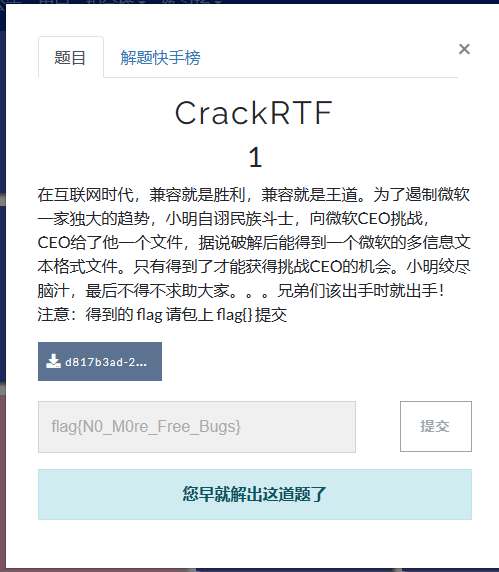 题目 解题快手榜 ×
CrackRTF
1
在互联网时代，兼容就是胜利，兼容就是王道。为了遏制微软
一家独大的趋势，小明自诩民族斗士，向微软CEO挑战，
CEO给了他一个文件，据说破解后能得到一个微软的多信息文
本格式文件。只有得到了才能获得挑战CEO的机会。小明绞尽
脑汁，最后不得不求助大家。。。兄弟们该出手时就出手！
注意：得到的 flag 请包上 flag{} 提交
d817b3ad-2...
flag{N0_M0re_Free_Bugs}
提交
您早就解出这道题了